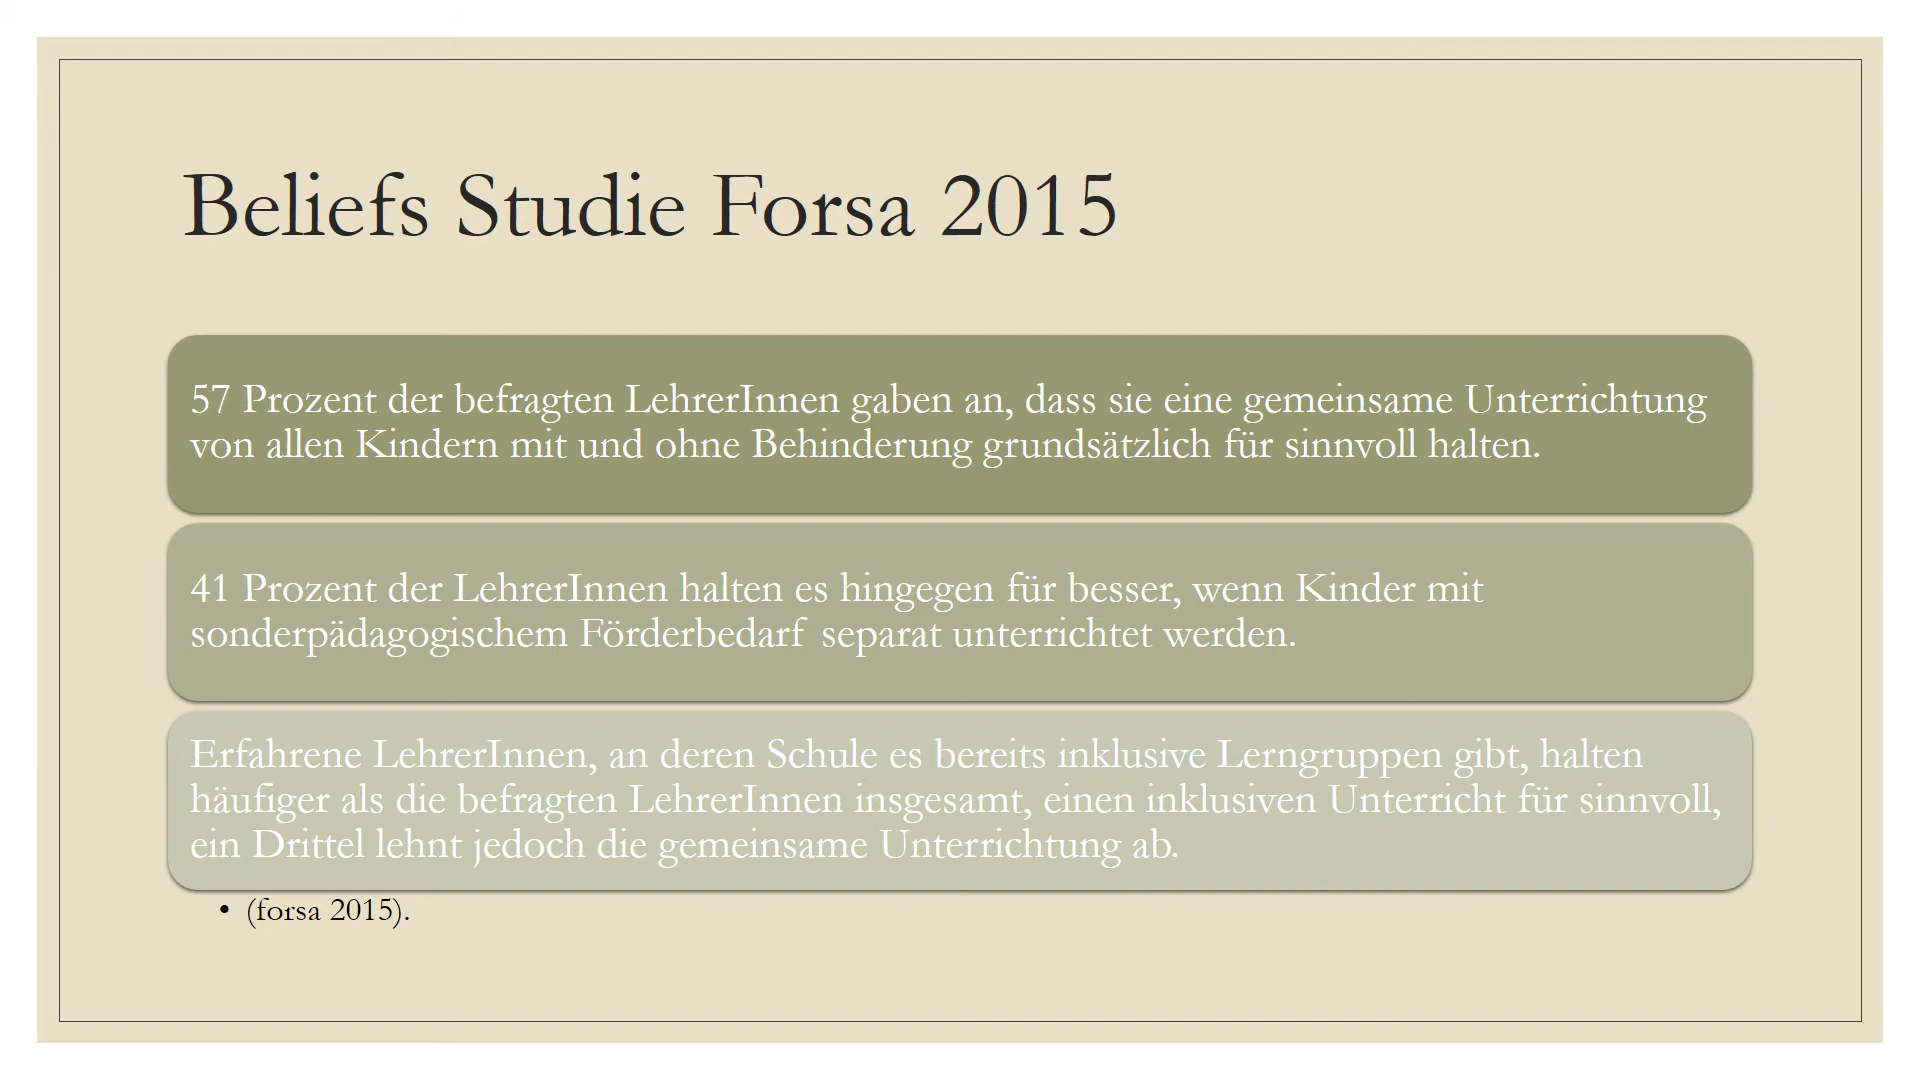 Beliefs Studie Forsa 2015
57 Prozent der befragten LehrerInnen gaben an, dass sie eine gemeinsame Unterrichtung
von allen Kindern mit und ohne Behinderung grundsätzlich für sinnvoll halten.
41 Prozent der LehrerInnen halten es hingegen für besser, wenn Kinder mit
sonderpädagogischem Förderbedarf separat unterrichtet werden.
Erfahrene LehrerInnen, an deren Schule es bereits inklusive Lerngruppen gibt, halten
häufiger als die befragten LehrerInnen insgesamt, einen inklusiven Unterricht für sinnvoll,
ein Drittel lehnt jedoch die gemeinsame Unterrichtung ab.
• (forsa 2015).